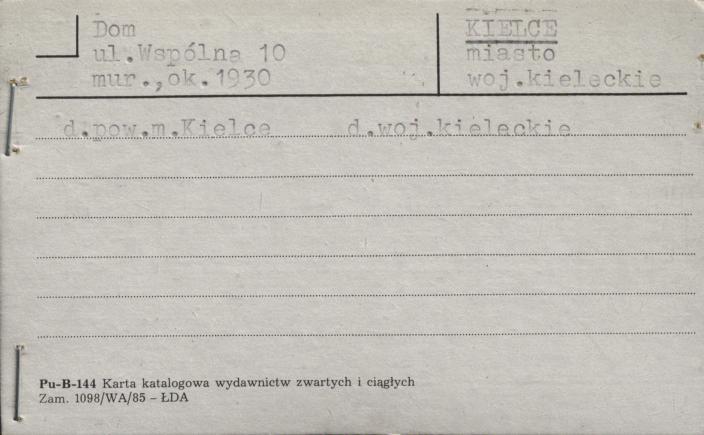 Dom
ul.Wspólna 10
mur.,ok.1930
KIELCE
miasto
woj.kieleckie
d.pow.m.Kielce d.woj.kieleckie
Pu-B-144 Karta katalogowa wydawnictw zwartych i ciągłych
Zam. 1098/WA/85 – ŁDA